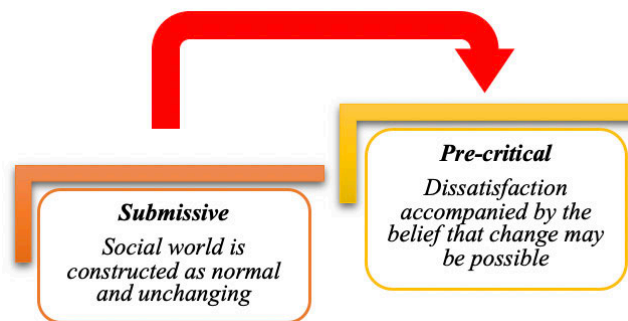 Submissive
Social world is
constructed as normal
and unchanging
Pre-critical
Dissatisfaction
accompanied by the
belief that change may
be possible